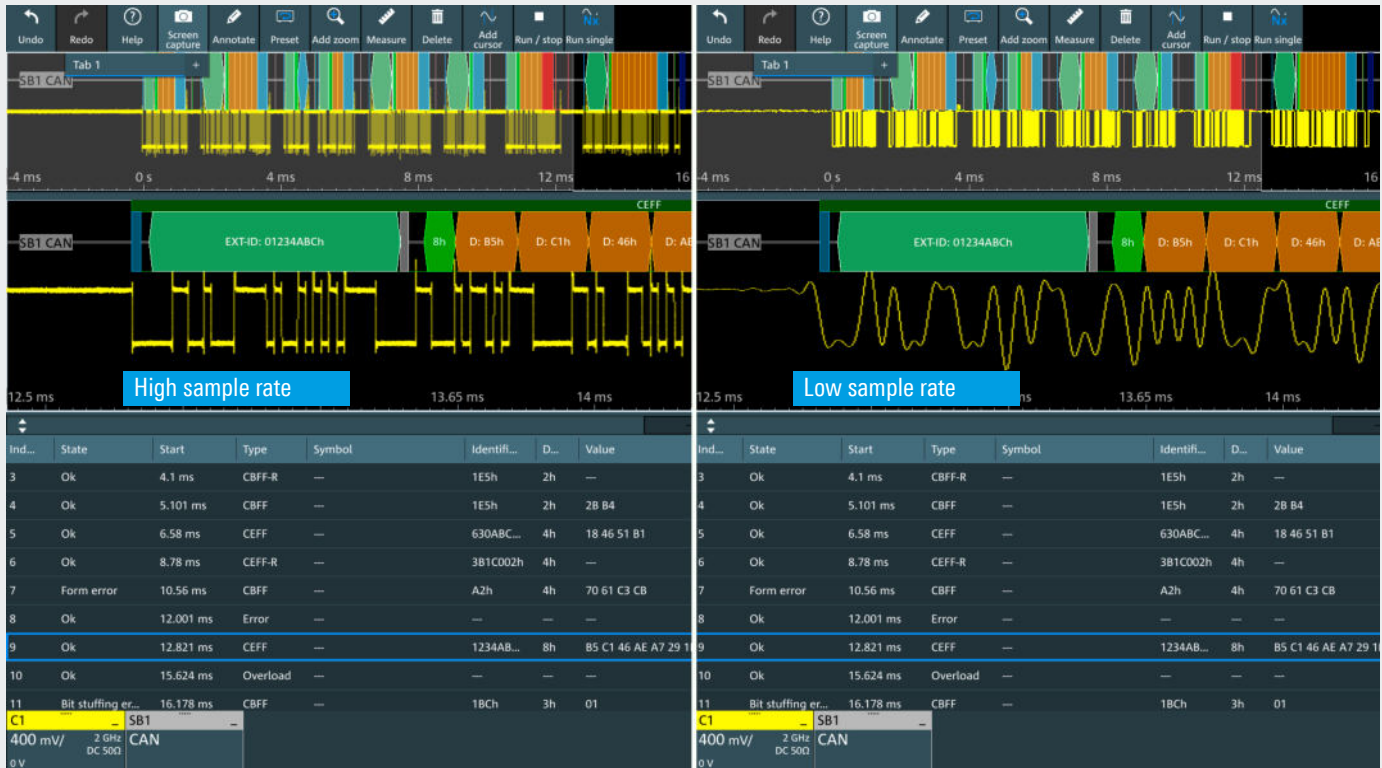 Undo Redo Help Screen capture Annotate Preset Add zoom Measure Delete Add cursor Run / stop Run single
Tab 1 +
SB1 CAN
-4 ms 0 s 4 ms 8 ms 12 ms 16
CEFF
SB1 CAN EXT-ID: 01234ABCh 8h D: B5h D: C1h D: 46h D: AE
High sample rate
12.5 ms 13.65 ms 14 ms
Ind... State Start Type Symbol Identifi... D... Value
3 Ok 4.1 ms CBFF-R --- 1E5h 2h ---
4 Ok 5.101 ms CBFF --- 1E5h 2h 2B B4
5 Ok 6.58 ms CEFF --- 630ABC... 4h 18 46 51 B1
6 Ok 8.78 ms CEFF-R --- 3B1C002h 4h ---
7 Form error 10.56 ms CBFF --- A2h 4h 70 61 C3 CB
8 Ok 12.001 ms Error --- --- --- ---
9 Ok 12.821 ms CEFF --- 1234AB... 8h B5 C1 46 AE A7 29
10 Ok 15.624 ms Overload --- --- --- ---
11 Bit stuffing er... 16.178 ms CBFF --- 1BCh 3h 01
C1 SB1
400 mV/ 2 GHz CAN
DC 50Ω
0 V
Undo Redo Help Screen capture Annotate Preset Add zoom Measure Delete Add cursor Run / stop Run single
Tab 1 +
SB1 CAN
-4 ms 0 s 4 ms 8 ms 12 ms 16
CEFF
SB1 CAN EXT-ID: 01234ABCh 8h D: B5h D: C1h D: 46h D: AE
Low sample rate
12.5 ms 13.65 ms 14 ms
Ind... State Start Type Symbol Identifi... D... Value
3 Ok 4.1 ms CBFF-R --- 1E5h 2h ---
4 Ok 5.101 ms CBFF --- 1E5h 2h 2B B4
5 Ok 6.58 ms CEFF --- 630ABC... 4h 18 46 51 B1
6 Ok 8.78 ms CEFF-R --- 3B1C002h 4h ---
7 Form error 10.56 ms CBFF --- A2h 4h 70 61 C3 CB
8 Ok 12.001 ms Error --- --- --- ---
9 Ok 12.821 ms CEFF --- 1234AB... 8h B5 C1 46 AE A7 29
10 Ok 15.624 ms Overload --- --- --- ---
11 Bit stuffing er... 16.178 ms CBFF --- 1BCh 3h 01
C1 SB1
400 mV/ 2 GHz CAN
DC 50Ω
0 V